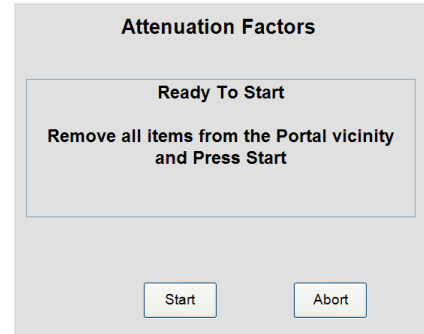 Attenuation Factors
Ready To Start
Remove all items from the Portal vicinity
and Press Start
Start
Abort